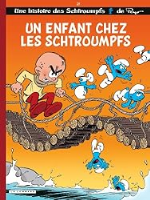 Une histoire des Schtroumpfs de Peyo
UN ENFANT CHEZ
LES SCHTROUMPFS